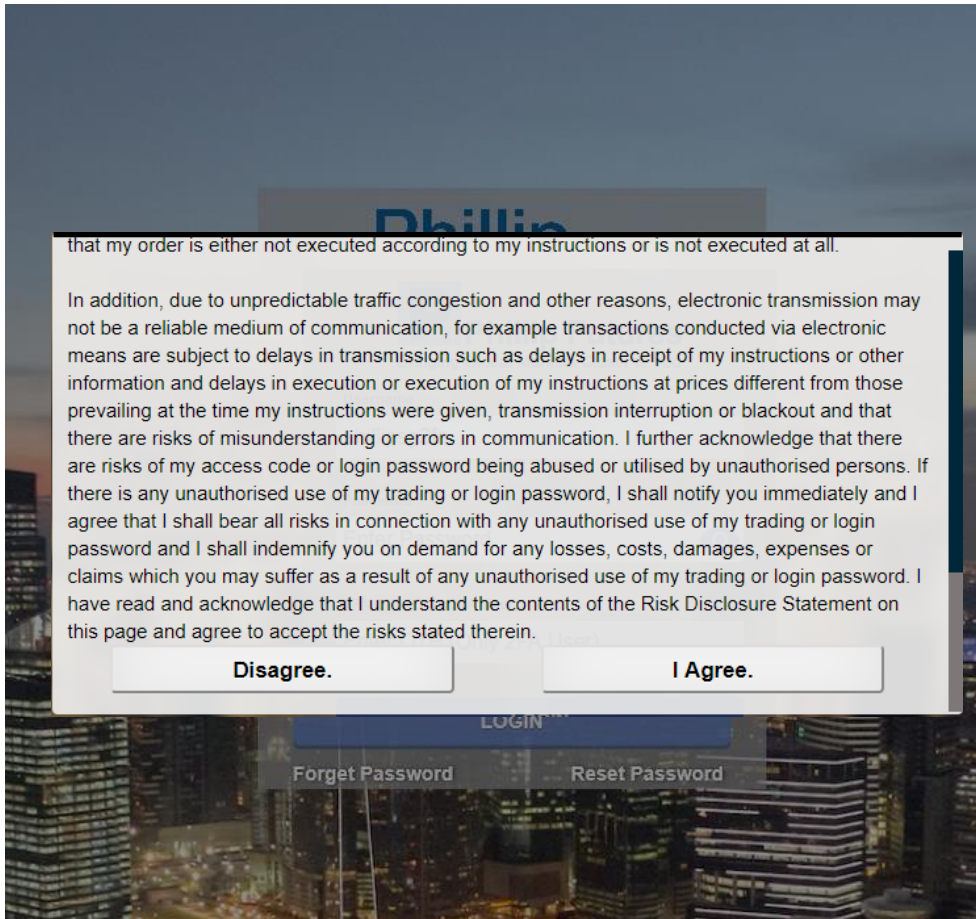 Phillip
that my order is either not executed according to my instructions or is not executed at all.
In addition, due to unpredictable traffic congestion and other reasons, electronic transmission may
not be a reliable medium of communication, for example transactions conducted via electronic
means are subject to delays in transmission such as delays in receipt of my instructions or other
information and delays in execution or execution of my instructions at prices different from those
prevailing at the time my instructions were given, transmission interruption or blackout and that
there are risks of misunderstanding or errors in communication. I further acknowledge that there
are risks of my access code or login password being abused or utilised by unauthorised persons. If
there is any unauthorised use of my trading or login password, I shall notify you immediately and I
agree that I shall bear all risks in connection with any unauthorised use of my trading or login
password and I shall indemnify you on demand for any losses, costs, damages, expenses or
claims which you may suffer as a result of any unauthorised use of my trading or login password. I
have read and acknowledge that I understand the contents of the Risk Disclosure Statement on
this page and agree to accept the risks stated therein.
Disagree.
I Agree.
LOGIN
Forget Password
Reset Password